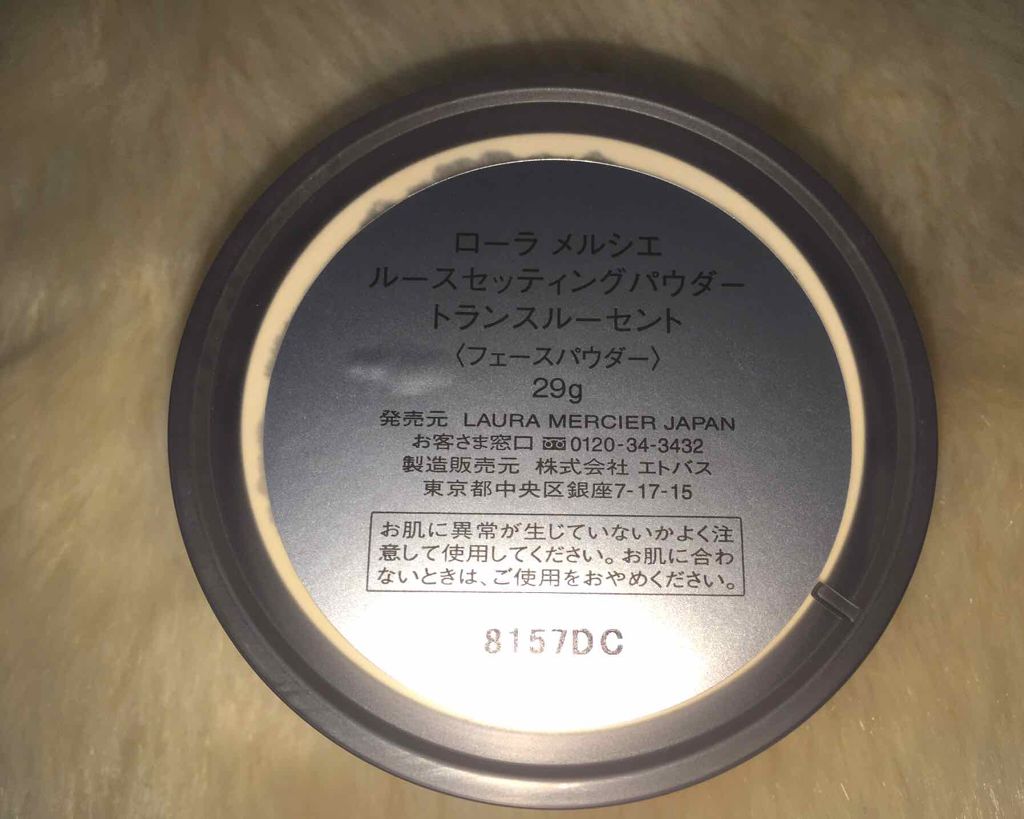 ローラ メルシエ
ルースセッティングパウダー
トランスルーセント
〈フェースパウダー〉
29g
発売元 LAURA MERCIER JAPAN
お客さま窓口 0120-34-3432
製造販売元 株式会社 エトバス
東京都中央区銀座7-17-15
お肌に異常が生じていないかよく注
意して使用してください。お肌に合わ
ないときは、ご使用をおやめください。
8157DC